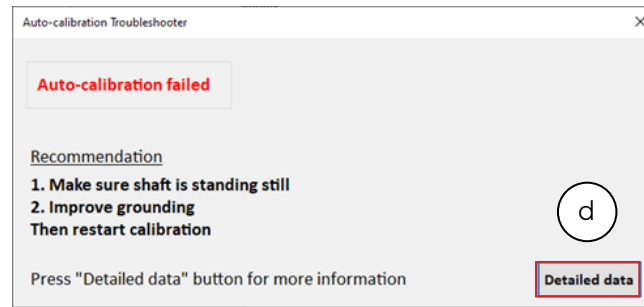 Auto-calibration Troubleshooter
Auto-calibration failed
Recommendation
1. Make sure shaft is standing still
2. Improve grounding
Then restart calibration
d
Press "Detailed data" button for more information
Detailed data